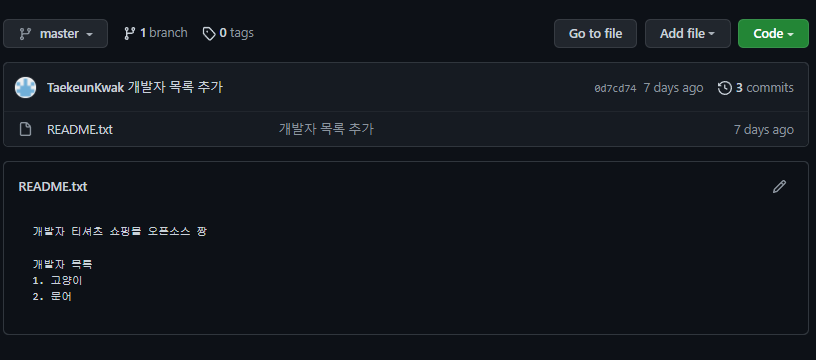 master 1 branch 0 tags Go to file Add file Code
TaekeunKwak 개발자 목록 추가 0d7cd74 7 days ago 3 commits
README.txt 개발자 목록 추가 7 days ago
README.txt
개발자 티셔츠 쇼핑몰 오픈소스 짱
개발자 목록
1. 고양이
2. 문어